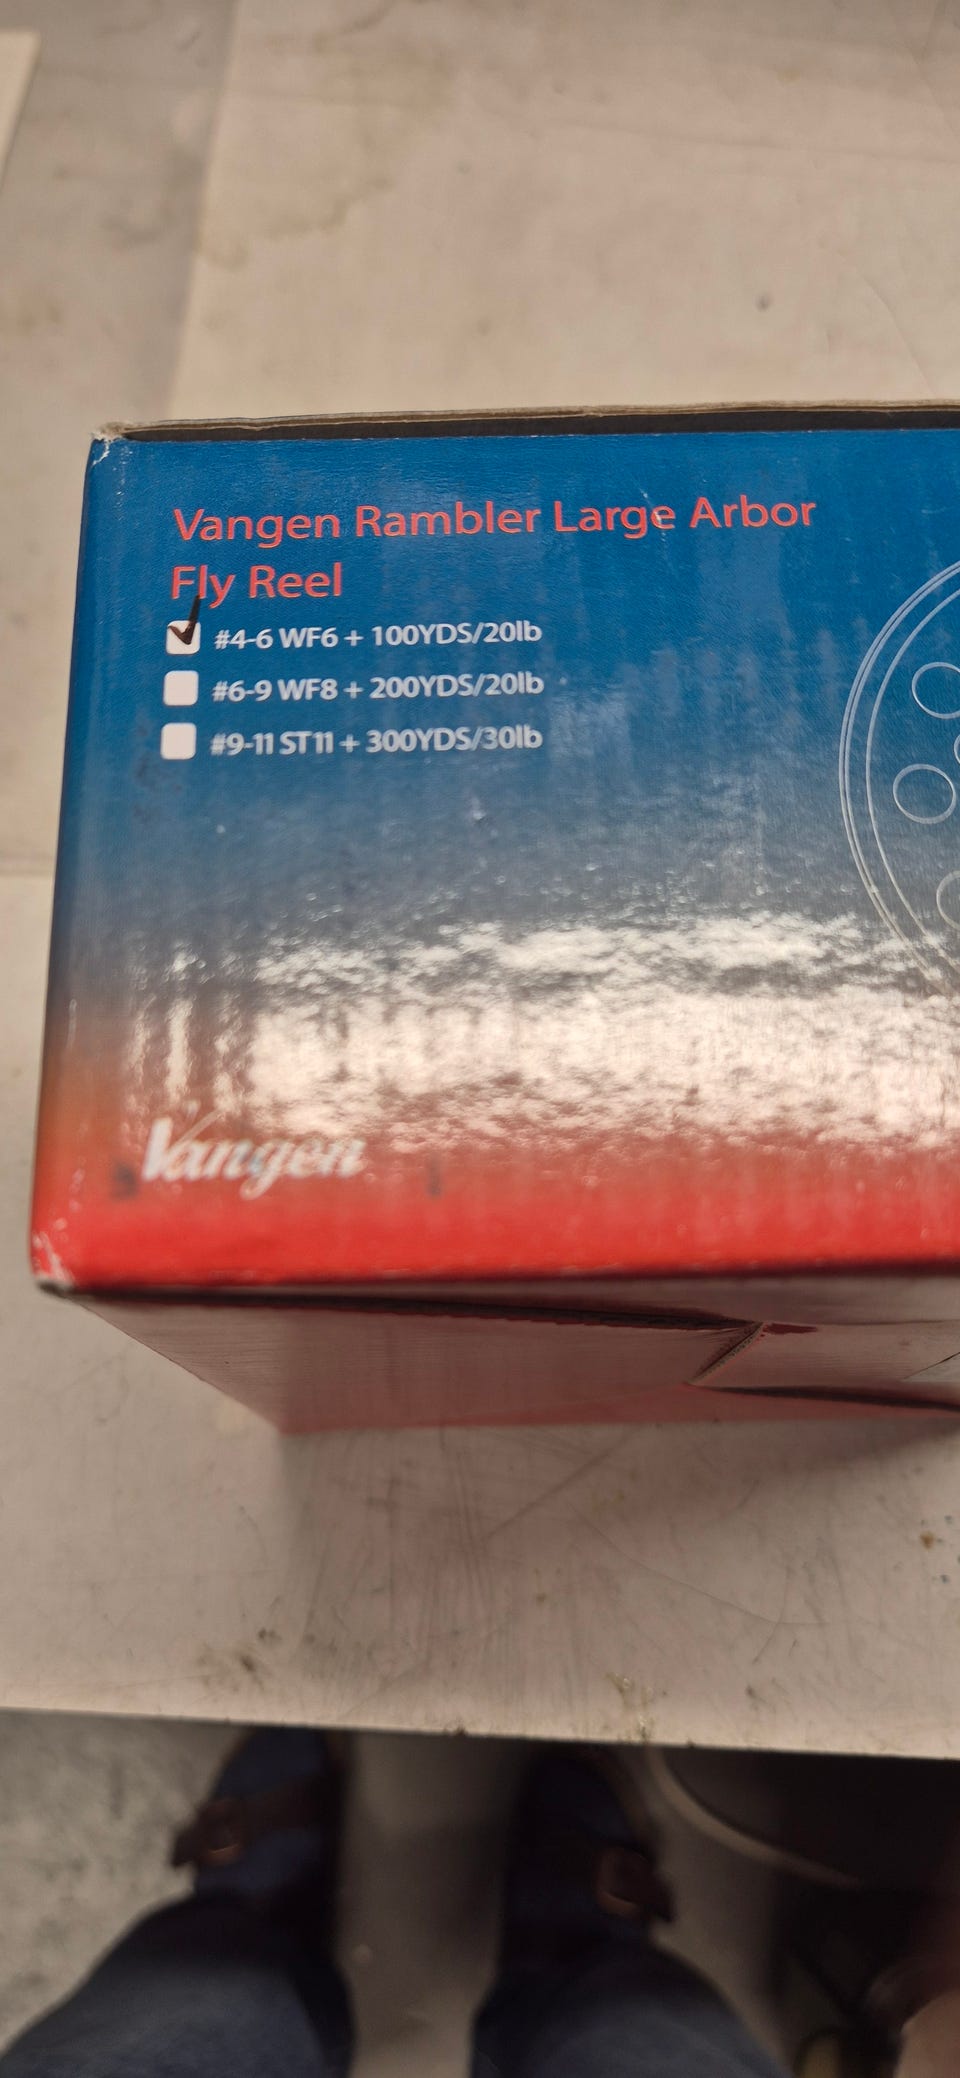 Vangen Rambler Large Arbor
Fly Reel
#4-6 WF6 + 100YDS/20lb
#6-9 WF8 + 200YDS/20lb
#9-11 ST11 + 300YDS/30lb
Vangen